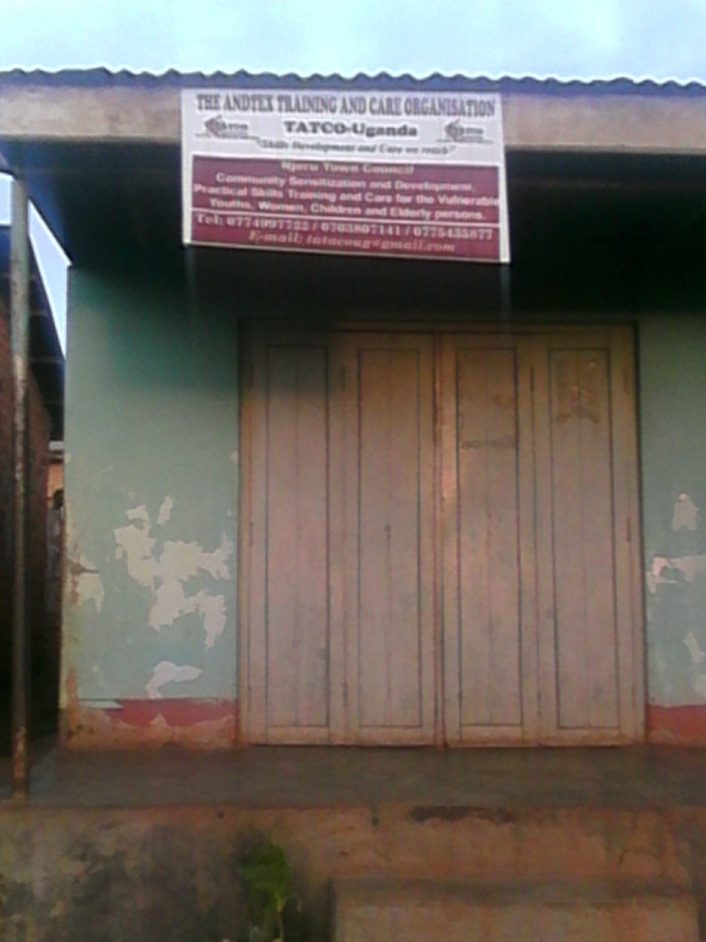 THE ANDTEX TRAINING AND CARE ORGANISATION
TATCO-Uganda
"Skills Development and Care we reach"
Njeru Town Council
Community Sensitization and Development,
Practical Skills Training and Care for the Vulnerable
Youths, Women, Children and Elderly persons.
Tel: 0774997722 / 0703807141 / 0775435877
E-mail: tatacoug@gmail.com